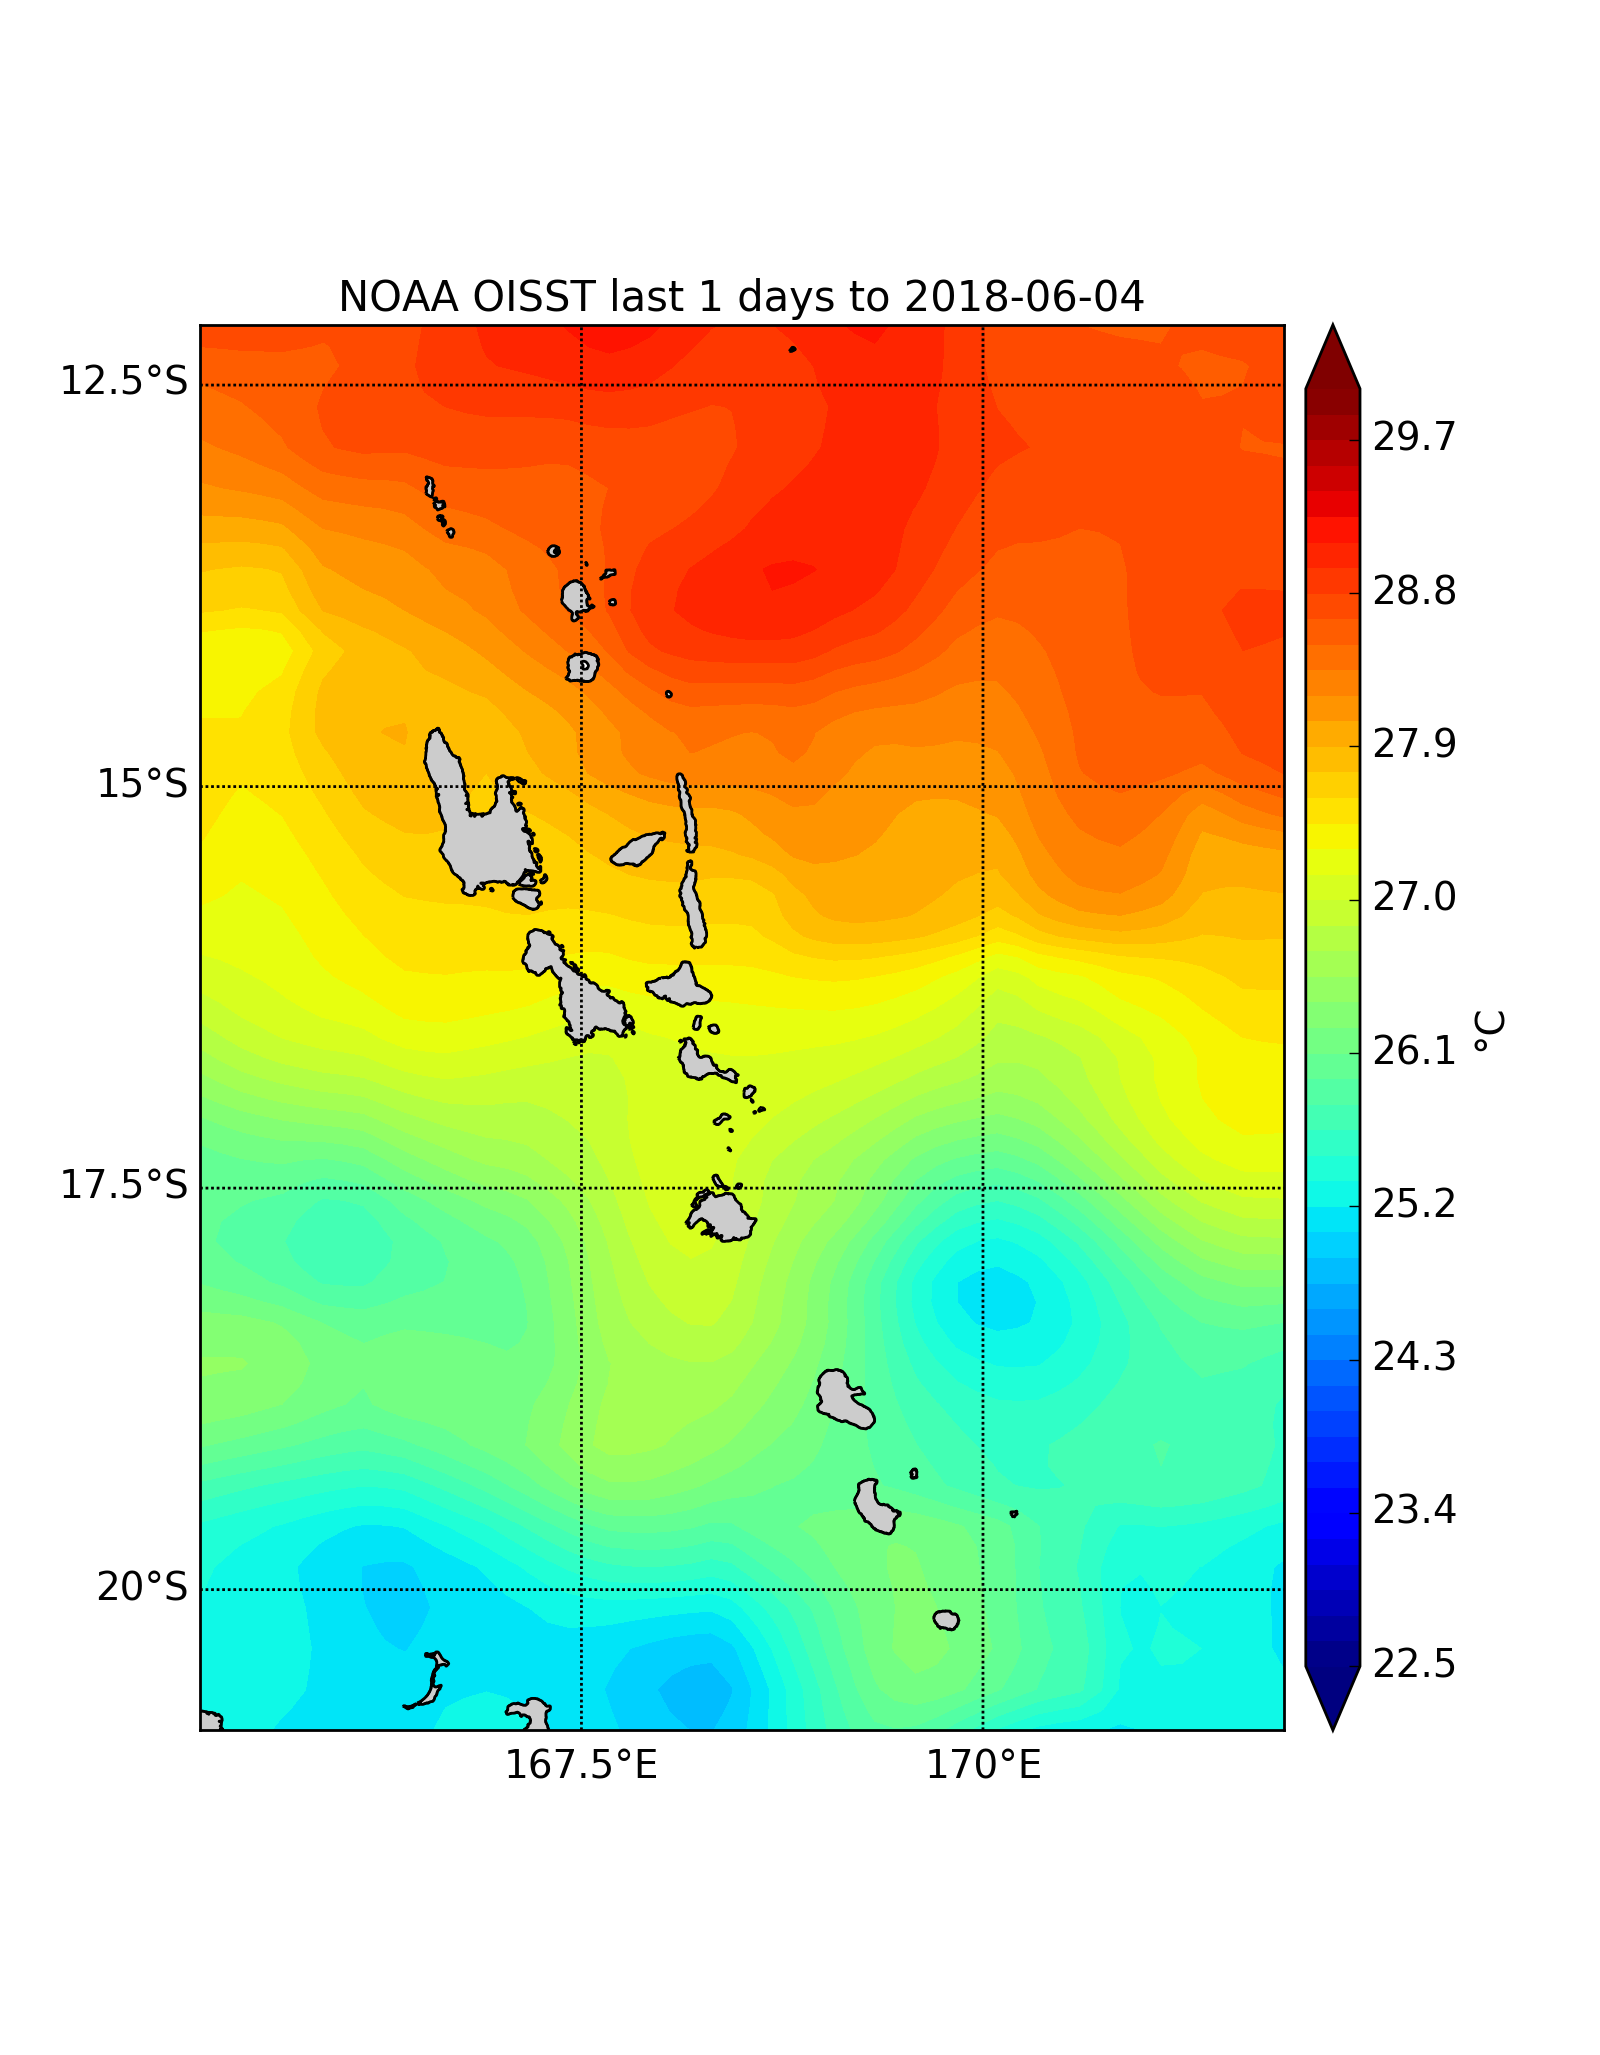 NOAA OISST last 1 days to 2018-06-04
12.5°S
15°S
17.5°S
20°S
167.5°E
170°E
29.7
28.8
27.9
27.0
26.1
25.2
24.3
23.4
22.5
°C